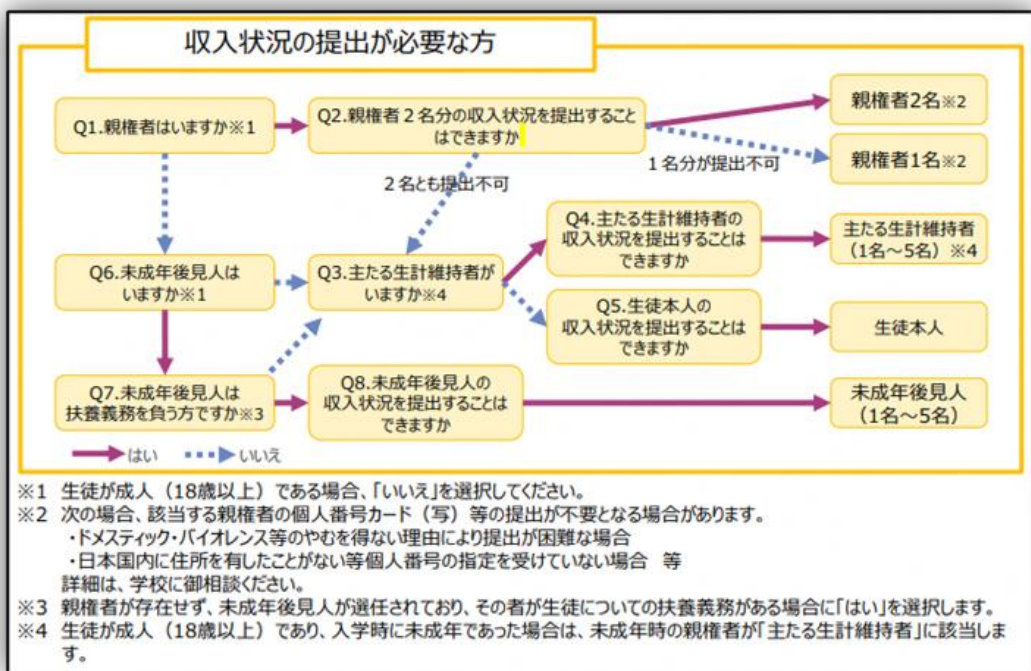 収入状況の提出が必要な方
Q1.親権者はいますか※1
Q2.親権者２名分の収入状況を提出すること
はできますか
親権者2名※2
親権者1名※2
１名分が提出不可
２名とも提出不可
Q4.主たる生計維持者の
収入状況を提出することは
できますか
主たる生計維持者
（1名～5名）※4
Q6.未成年後見人は
いますか※1
Q3.主たる生計維持者が
いますか※4
Q5.生徒本人の
収入状況を提出することは
できますか
生徒本人
Q7.未成年後見人は
扶養義務を負う方ですか※3
Q8.未成年後見人の
収入状況を提出することは
できますか
未成年後見人
（1名～5名）
はい
いいえ
※1 生徒が成人（18歳以上）である場合、「いいえ」を選択してください。
※2 次の場合、該当する親権者の個人番号カード（写）等の提出が不要となる場合があります。
・ドメスティック・バイオレンス等のやむを得ない理由により提出が困難な場合
・日本国内に住所を有したことがない等個人番号の指定を受けていない場合 等
詳細は、学校に御相談ください。
※3 親権者が存在せず、未成年後見人が選任されており、その者が生徒についての扶養義務がある場合に「はい」を選択します。
※4 生徒が成人（18歳以上）であり、入学時に未成年であった場合は、未成年時の親権者が「主たる生計維持者」に該当しま
す。